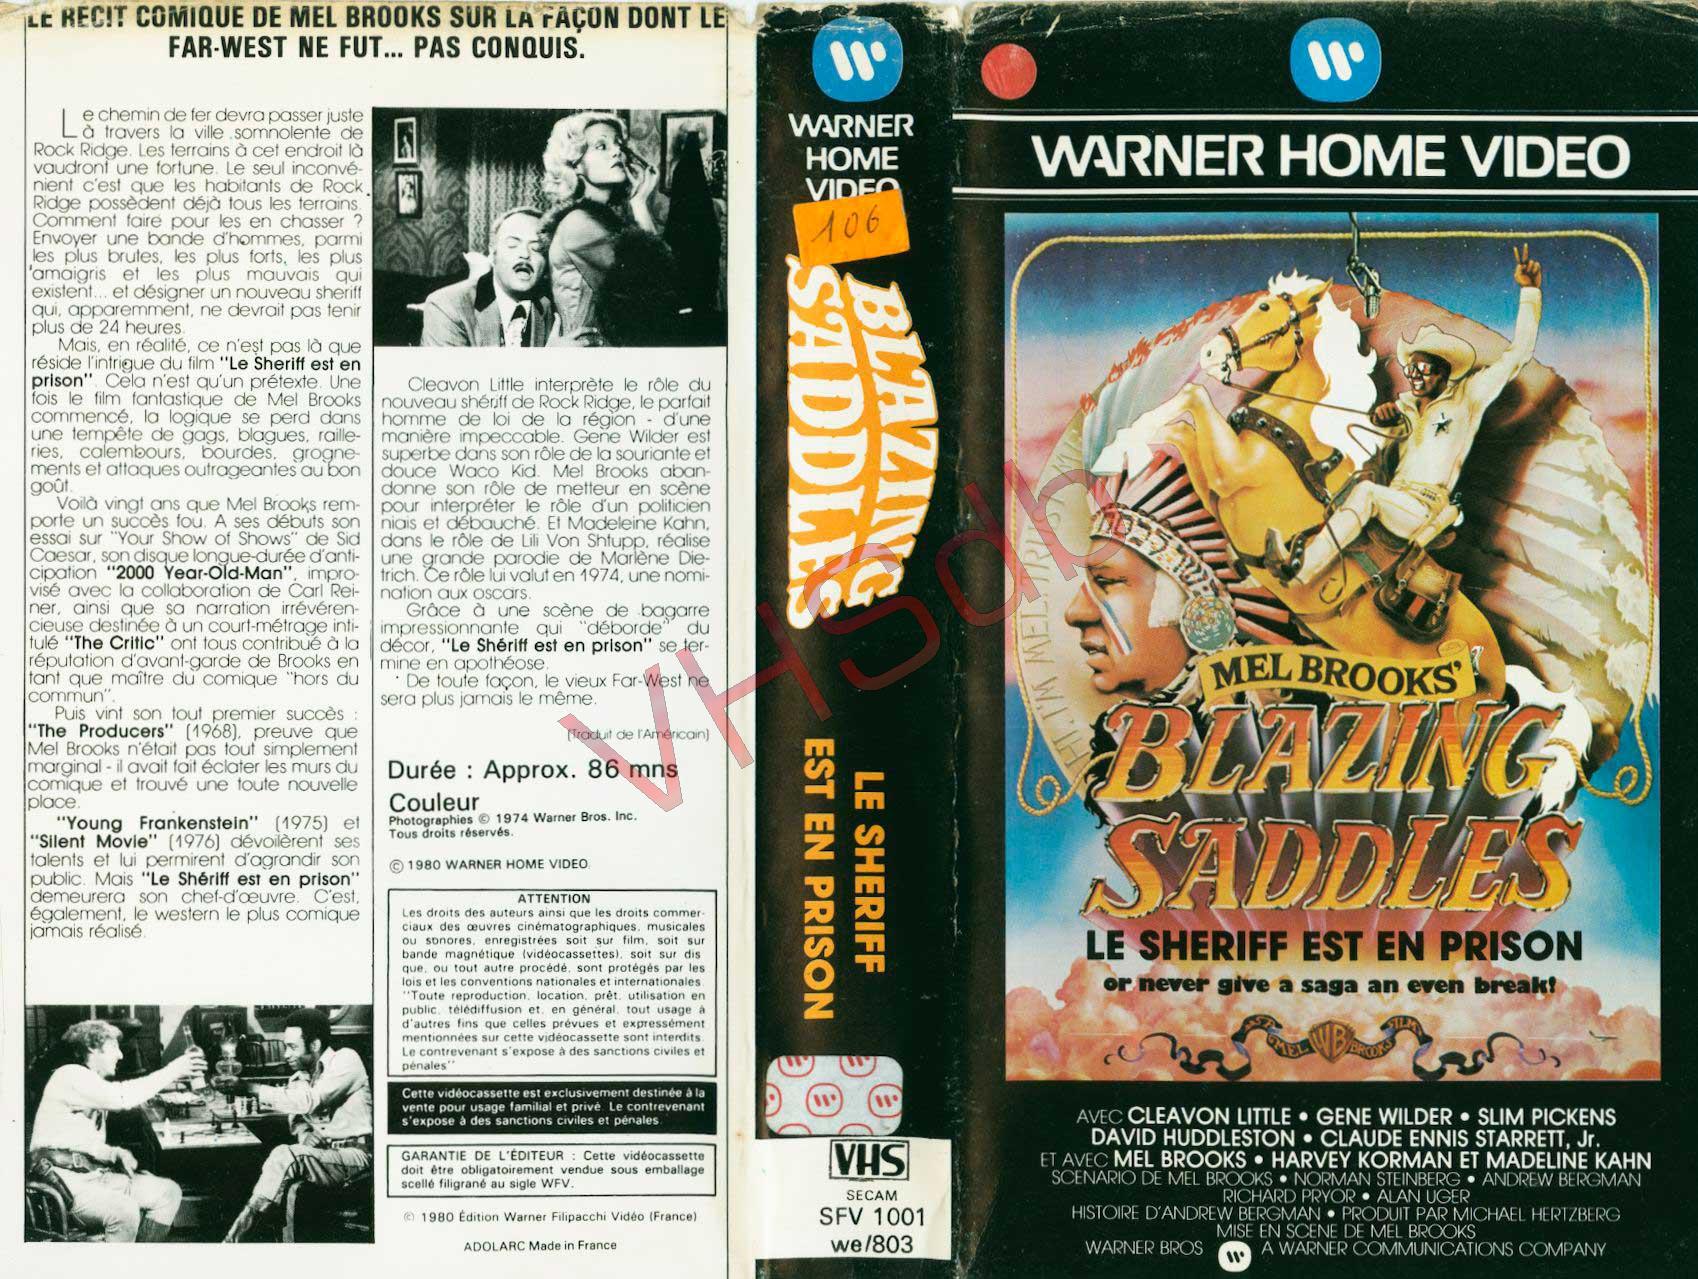 LE RÉCIT COMIQUE DE MEL BROOKS SUR LA FAÇON DONT LE
FAR-WEST NE FUT... PAS CONQUIS.
Le chemin de fer devra passer juste
à travers la ville somnolente de
Rock Ridge. Les terrains à cet endroit là
vaudront une fortune. Le seul inconvé-
nient c'est que les habitants de Rock
Ridge possèdent déjà tous les terrains.
Comment faire pour les en chasser ?
Envoyer une bande d'hommes, parmi
les plus brutes, les plus forts, les plus
amaigris et les plus mauvais qui
existent... et désigner un nouveau sheriff
qui, apparemment, ne devrait pas tenir
plus de 24 heures.
Mais, en réalité, ce n'est pas là que
réside l'intrigue du film "Le Sheriff est en
prison". Cela n'est qu'un prétexte. Une
fois le film fantastique de Mel Brooks
commencé, la logique se perd dans
une tempête de gags, blagues, raille-
ries, calembours, bourdes, grogne-
ments et attaques outrageantes au bon
goût.
Voilà vingt ans que Mel Brooks rem-
porte un succès fou. A ses débuts son
essai sur "Your Show of Shows" de Sid
Caesar, son disque longue-durée d'anti-
cipation "2000 Year-Old-Man", impro-
visé avec la collaboration de Carl Rei-
ner, ainsi que sa narration irrévéren-
cieuse destinée à un court-métrage inti-
tulé "The Critic" ont tous contribué à la
réputation d'avant-garde de Brooks en
tant que maître du comique "hors du
commun".
Puis vint son tout premier succès :
"The Producers" (1968), preuve que
Mel Brooks n'était pas tout simplement
marginal - il avait fait éclater les murs du
comique et trouvé une toute nouvelle
place.
"Young Frankenstein" (1975) et
"Silent Movie" (1976) dévoilèrent ses
talents et lui permirent d'agrandir son
public. Mais "Le Shériff est en prison"
demeurera son chef-d'œuvre. C'est,
également, le western le plus comique
jamais réalisé.
Cleavon Little interprète le rôle du
nouveau shériff de Rock Ridge, le parfait
homme de loi de la région - d'une
manière impeccable. Gene Wilder est
superbe dans son rôle de la souriante et
douce Waco Kid. Mel Brooks aban-
donne son rôle de metteur en scène
pour interpréter le rôle d'un politicien
niais et débauché. Et Madeleine Kahn,
dans le rôle de Lili Von Shtupp, réalise
une grande parodie de Marlène Die-
trich. Ce rôle lui valut en 1974, une nomi-
nation aux oscars.
Grâce à une scène de bagarre
impressionnante qui "déborde" du
décor, "Le Shériff est en prison" se ter-
mine en apothéose.
De toute façon, le vieux Far-West ne
sera plus jamais le même.
(Traduit de l'Américain)
Durée : Approx. 86 mns
Couleur
Photographies © 1974 Warner Bros. Inc.
Tous droits réservés.
© 1980 WARNER HOME VIDEO
ATTENTION
Les droits des auteurs ainsi que les droits commer-
ciaux des œuvres cinématographiques, musicales
ou sonores, enregistrées soit sur film, soit sur
bande magnétique (vidéocassettes), soit sur dis
que, ou tout autre procédé, sont protégés par les
lois et les conventions nationales et internationales.
"Toute reproduction, location, prêt, utilisation en
public, télédiffusion et, en général, tout usage à
d'autres fins que celles prévues et expressément
mentionnées sur cette vidéocassette sont interdits.
Le contrevenant s'expose à des sanctions civiles et
pénales"
Cette vidéocassette est exclusivement destinée à la
vente pour usage familial et privé. Le contrevenant
s'expose à des sanctions civiles et pénales
GARANTIE DE L'ÉDITEUR : Cette vidéocassette
doit être obligatoirement vendue sous emballage
scellé filigrané au sigle WFV.
© 1980 Édition Warner Filipacchi Vidéo (France)
ADOLARC Made in France
WARNER
HOME
VIDEO
106
BLAZING
SADDLES
LE SHERIFF
EST EN PRISON
VHS
SECAM
SFV 1001
we/803
WARNER HOME VIDEO
MEL BROOKS'
BLAZING
SADDLES
LE SHERIFF EST EN PRISON
or never give a saga an even break!
MEL WB BROOKS FILM
AVEC CLEAVON LITTLE • GENE WILDER • SLIM PICKENS
DAVID HUDDLESTON • CLAUDE ENNIS STARRETT, Jr.
ET AVEC MEL BROOKS • HARVEY KORMAN ET MADELINE KAHN
SCENARIO DE MEL BROOKS • NORMAN STEINBERG • ANDREW BERGMAN
RICHARD PRYOR • ALAN UGER
HISTOIRE D'ANDREW BERGMAN • PRODUIT PAR MICHAEL HERTZBERG
MISE EN SCENE DE MEL BROOKS
WARNER BROS A WARNER COMMUNICATIONS COMPANY
VHSdb